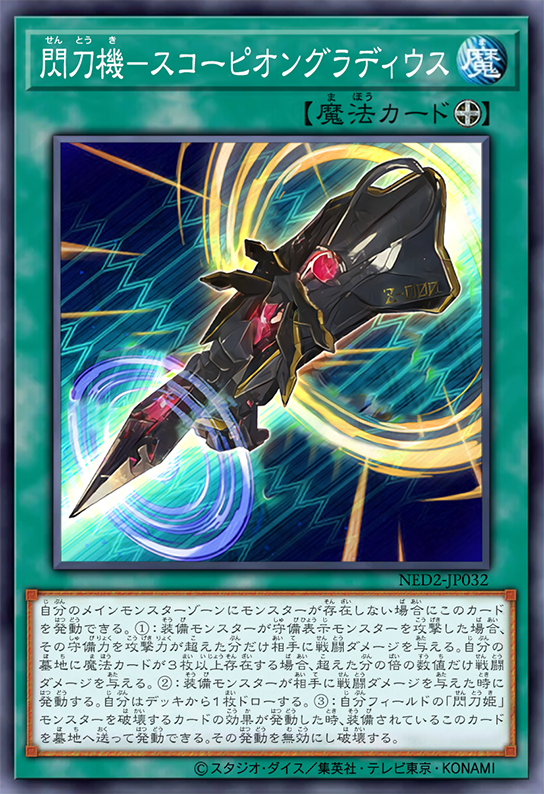 閃刀機－スコーピオングラディウス
魔
【魔法カード】
Z-000
NED2-JP032
自分のメインモンスターゾーンにモンスターが存在しない場合にこのカード
を発動できる。①：装備モンスターが守備表示モンスターを攻撃した場合、
その守備力を攻撃力が超えた分だけ相手に戦闘ダメージを与える。自分の
墓地に魔法カードが３枚以上存在する場合、超えた分の倍の数値だけ戦闘
ダメージを与える。②：装備モンスターが相手に戦闘ダメージを与えた時に
発動する。自分はデッキから１枚ドローする。③：自分フィールドの「閃刀姫」
モンスターを破壊するカードの効果が発動した時、装備されているこのカード
を墓地へ送って発動できる。その発動を無効にし破壊する。
©スタジオ・ダイス／集英社・テレビ東京・KONAMI